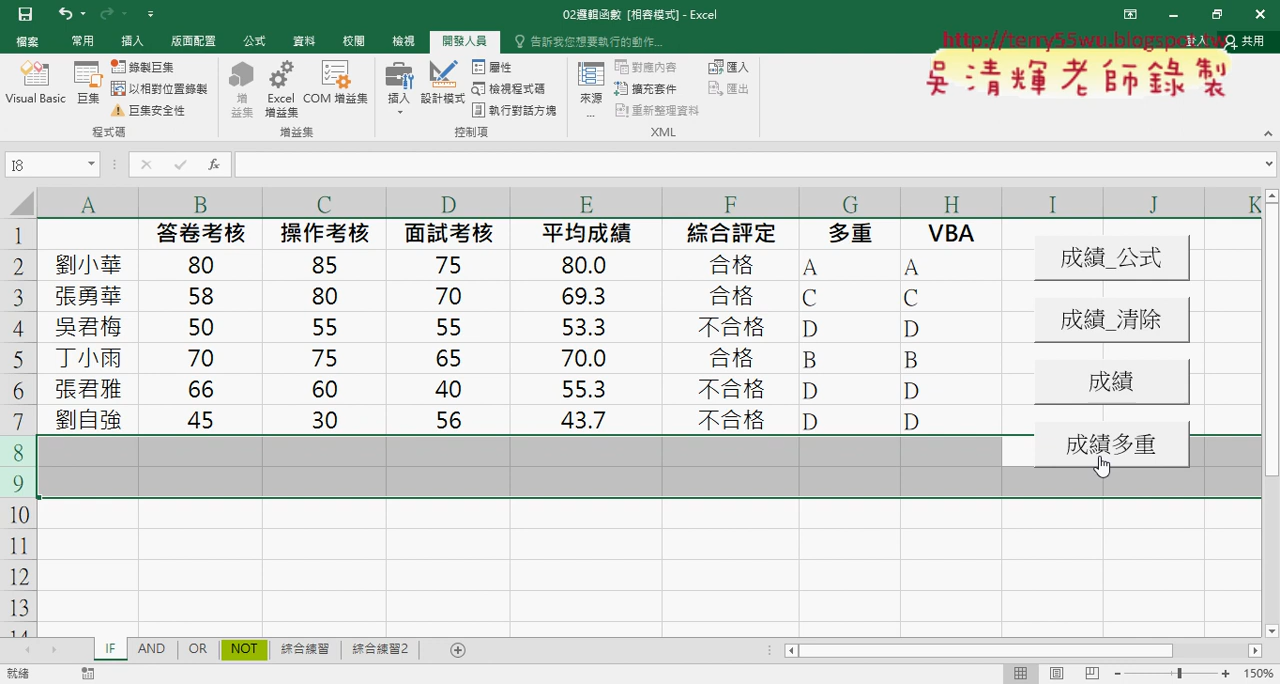 02邏輯函數 [相容模式] - Excel
檔案 常用 插入 版面配置 公式 資料 校閱 檢視 開發人員 告訴我您想要執行的動作... 登入 共用
http://terry55wu.blogspot.tw
吳清輝老師錄製
Visual Basic 巨集 錄製巨集 以相對位置錄製 巨集安全性
程式碼
增益集 Excel 增益集 COM 增益集
增益集
插入 設計模式 屬性 檢視程式碼 執行對話方塊
控制項
來源... 對應內容 擴充套件 重新整理資料 匯入 匯出
XML
I8 fx
A B C D E F G H I J K
1 答卷考核 操作考核 面試考核 平均成績 綜合評定 多重 VBA
2 劉小華 80 85 75 80.0 合格 A A
3 張勇華 58 80 70 69.3 合格 C C
4 吳君梅 50 55 55 53.3 不合格 D D
5 丁小雨 70 75 65 70.0 合格 B B
6 張君雅 66 60 40 55.3 不合格 D D
7 劉自強 45 30 56 43.7 不合格 D D
8
9
10
11
12
13
14
成績_公式
成績_清除
成績
成績多重
IF AND OR NOT 綜合練習 綜合練習2
就緒 150%